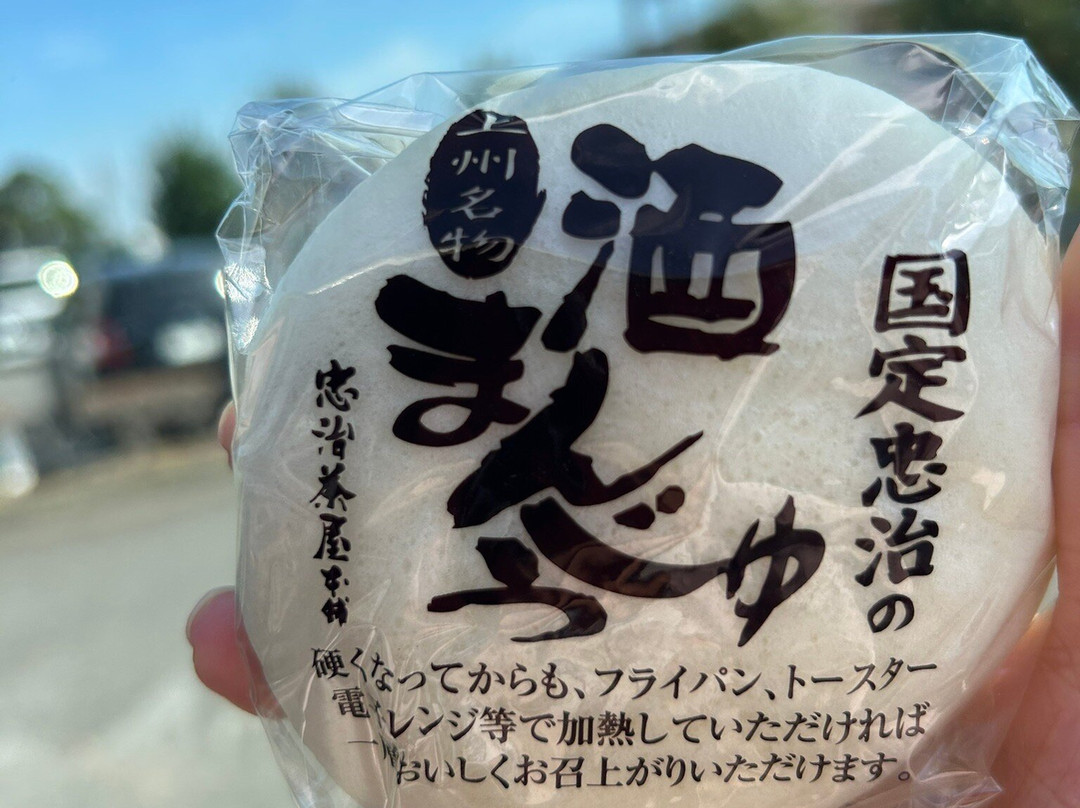 国定忠治の
上州名物
酒まんじゅう
忠治茶屋本舗
硬くなってからも、フライパン、トースター
電子レンジ等で加熱していただければ
一層おいしくお召上がりいただけます。